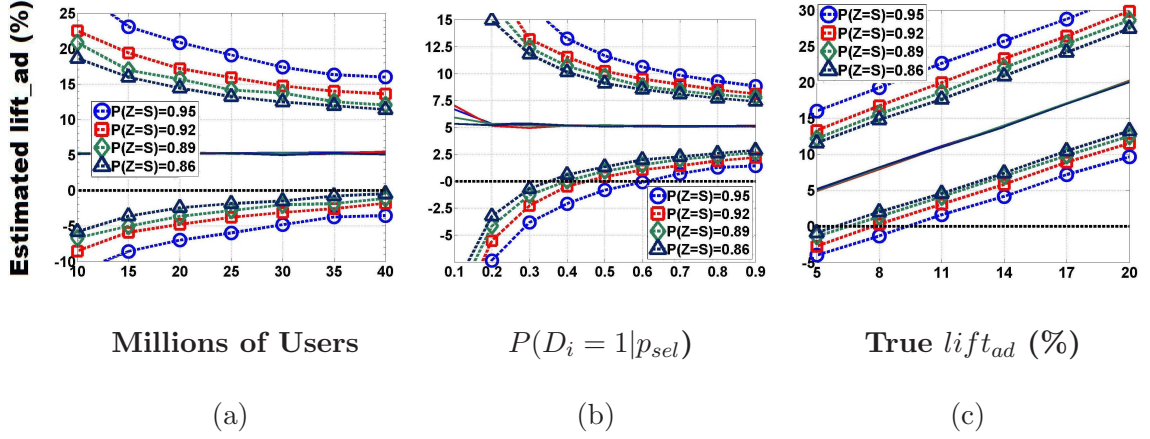 Estimated lift_ad (%)
25
20
15
10
5
0
-5
-10
10 15 20 25 30 35 40
P(Z=S)=0.95
P(Z=S)=0.92
P(Z=S)=0.89
P(Z=S)=0.86
Millions of Users
(a)
15
12.5
10
7.5
5
2.5
-0
-2.5
-5
0.1 0.2 0.3 0.4 0.5 0.6 0.7 0.8 0.9
P(Z=S)=0.95
P(Z=S)=0.92
P(Z=S)=0.89
P(Z=S)=0.86
P(D_i = 1|p_sel)
(b)
30
25
20
15
10
5
0
-5
5 8 11 14 17 20
P(Z=S)=0.95
P(Z=S)=0.92
P(Z=S)=0.89
P(Z=S)=0.86
True lift_ad (%)
(c)